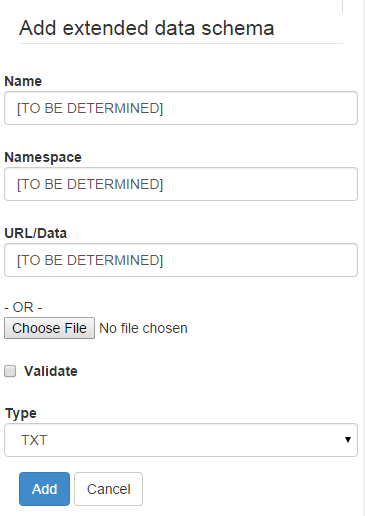 Add extended data schema
Name
[TO BE DETERMINED]
Namespace
[TO BE DETERMINED]
URL/Data
[TO BE DETERMINED]
- OR -
Choose File No file chosen
Validate
Type
TXT
Add Cancel